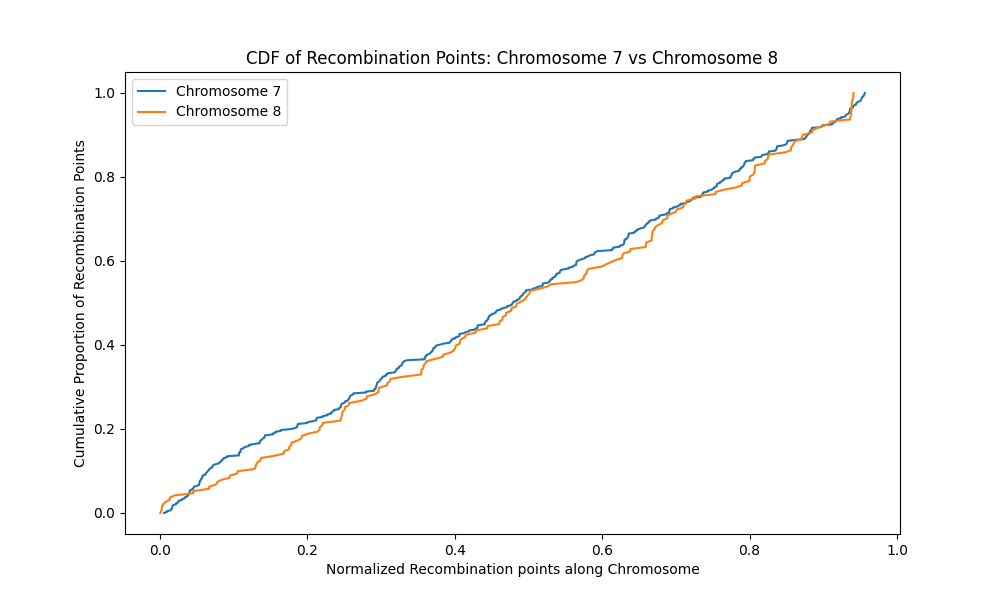 CDF of Recombination Points: Chromosome 7 vs Chromosome 8
Chromosome 7
Chromosome 8
1.0
0.8
0.6
0.4
0.2
0.0
Cumulative Proportion of Recombination Points
0.0 0.2 0.4 0.6 0.8 1.0
Normalized Recombination points along Chromosome